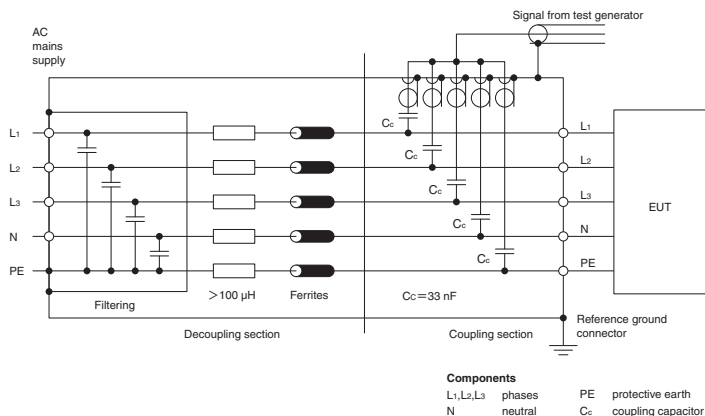 Signal from test generator
AC
mains
supply
Cc
L1
L1
Cc
L2
L2
Cc
L3
L3
EUT
Cc
N
N
Cc
PE
PE
Filtering
>100 µH
Ferrites
Cc=33 nF
Decoupling section
Coupling section
Reference ground
connector
Components
L1,L2,L3 phases PE protective earth
N neutral Cc coupling capacitor